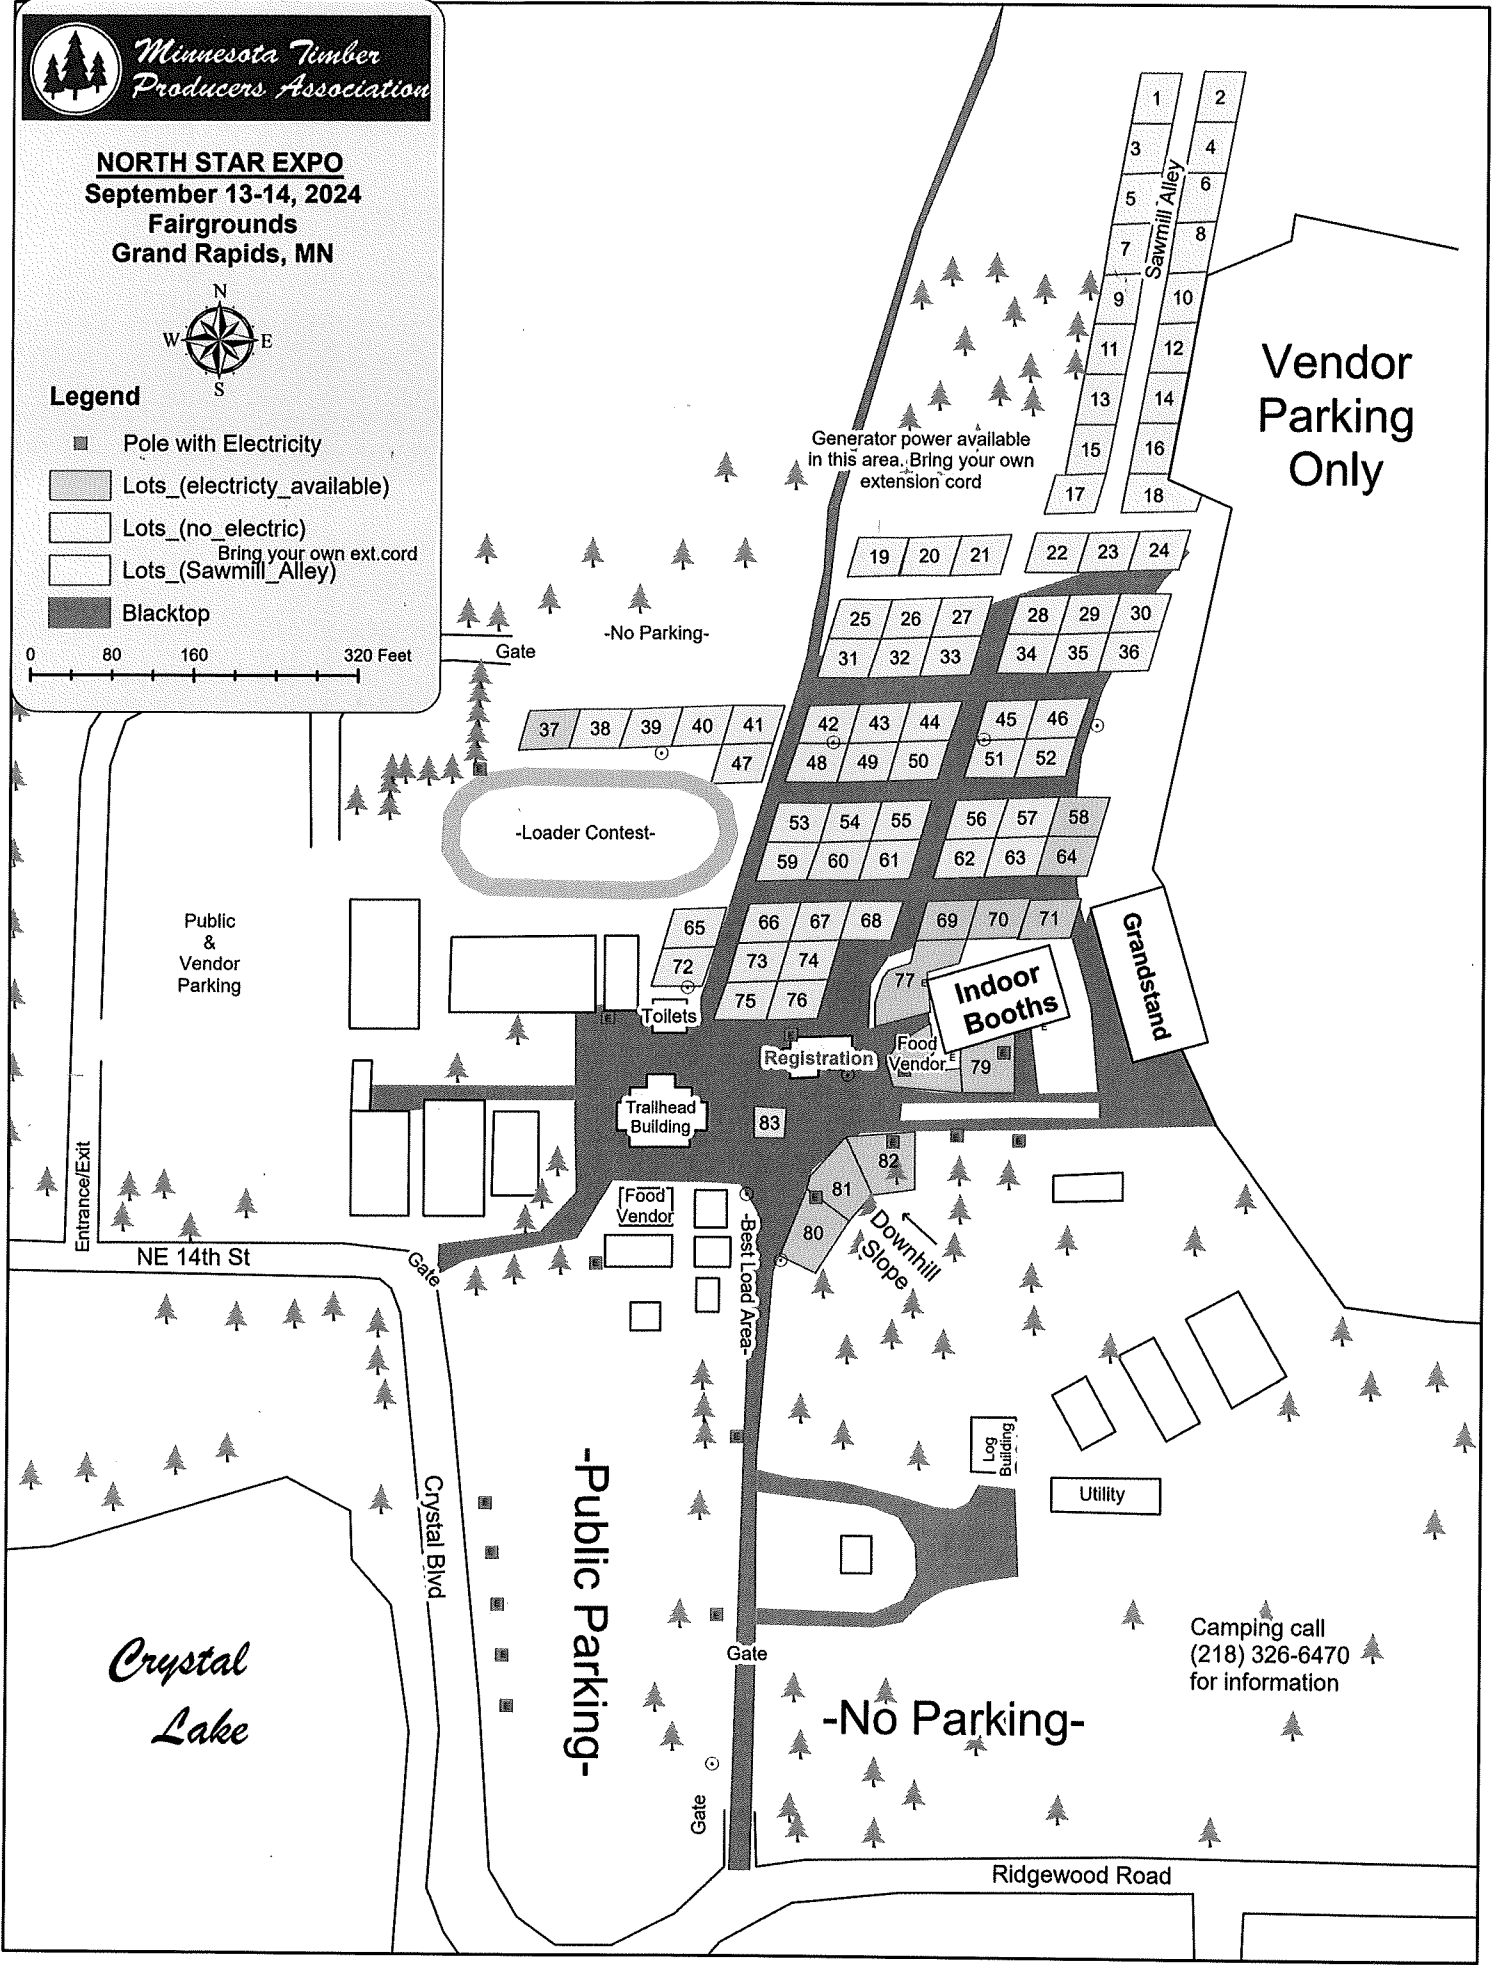 Minnesota Timber
Producers Association
NORTH STAR EXPO
September 13-14, 2024
Fairgrounds
Grand Rapids, MN
N
W E
S
Legend
Pole with Electricity
Lots_(electricty_available)
Lots_(no_electric)
Bring your own ext.cord
Lots_(Sawmill_Alley)
Blacktop
0 80 160 320 Feet
1 2
3 4
5 6
7 8
9 10
11 12
13 14
15 16
17 18
Sawmill Alley
Vendor
Parking
Only
Generator power available
in this area. Bring your own
extension cord
19 20 21 22 23 24
25 26 27 28 29 30
31 32 33 34 35 36
-No Parking-
Gate
37 38 39 40 41 42 43 44 45 46
47 48 49 50 51 52
-Loader Contest-
53 54 55 56 57 58
59 60 61 62 63 64
65 66 67 68 69 70 71
72 73 74 77
75 76
Public
&
Vendor
Parking
Grandstand
Indoor
Booths
E
E
E
Toilets
E
E
Registration
Food
Vendor
79
E
Trailhead
Building
83
82
E
E
E
81
E
80
Downhill
Slope
Entrance/Exit
NE 14th St
Gate
Food
Vendor
E
-Best Load Area-
E
Log
Building
Utility
Crystal Blvd
E
E
E
E
E
-Public Parking-
E
Gate
Crystal
Lake
Camping call
(218) 326-6470
for information
-No Parking-
Gate
Ridgewood Road